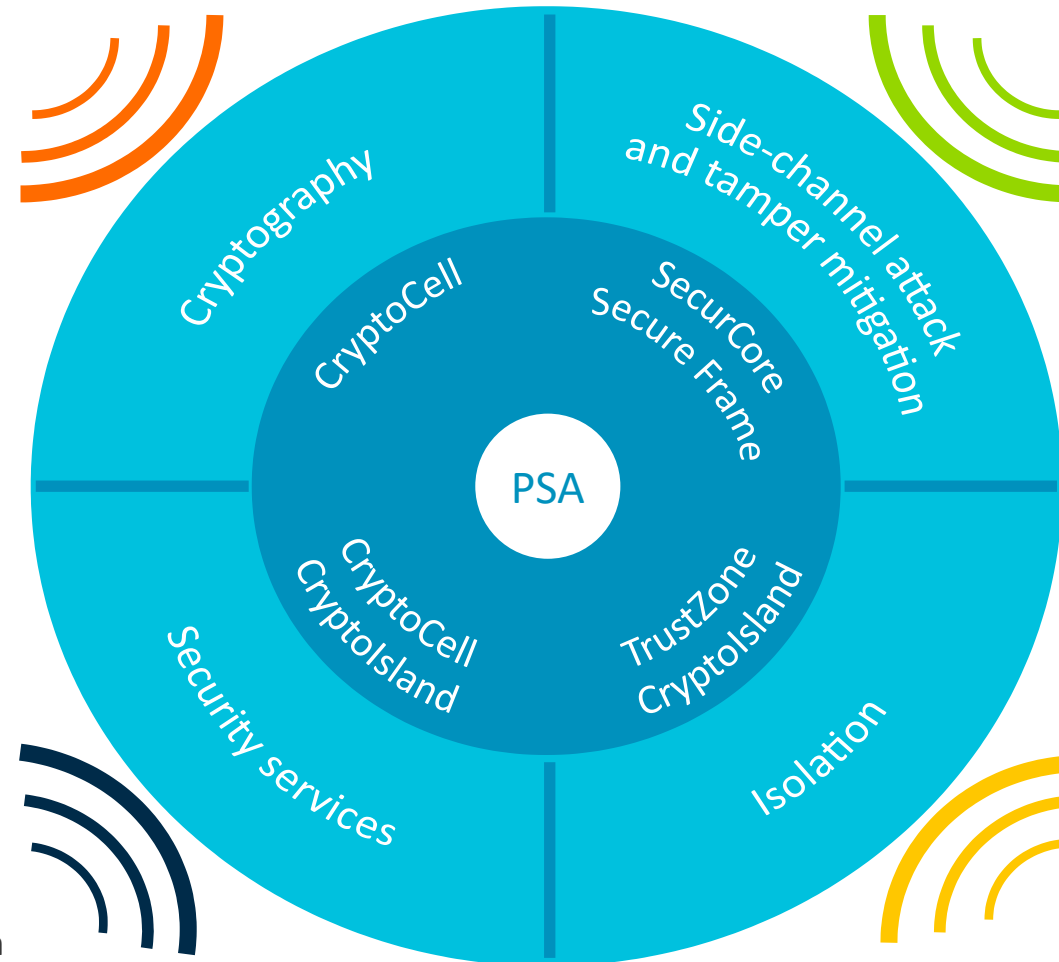 Cryptography
Side-channel attack
and tamper mitigation
CryptoCell
SecurCore
Secure Frame
PSA
CryptoCell
CryptoIsland
TrustZone
CryptoIsland
Security services
Isolation